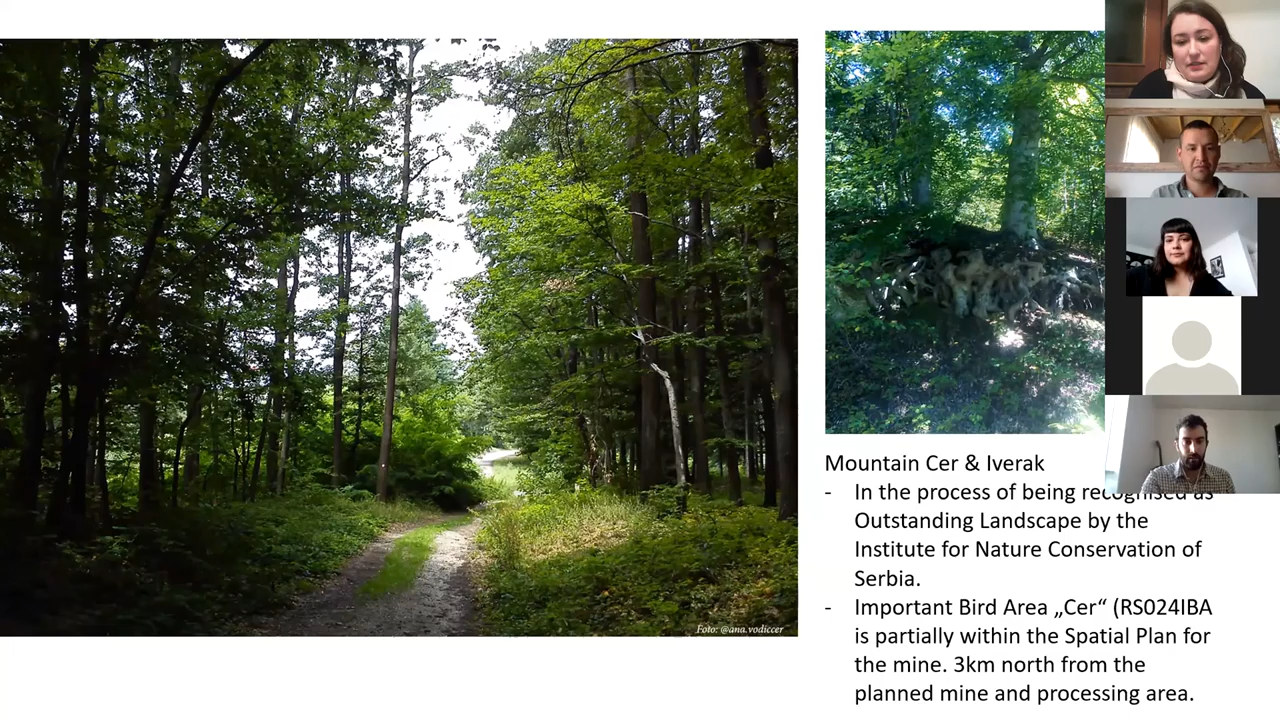 Foto: @ana.vodiccer
Mountain Cer & Iverak
- In the process of being recognised as
Outstanding Landscape by the
Institute for Nature Conservation of
Serbia.
- Important Bird Area „Cer“ (RS024IBA
is partially within the Spatial Plan for
the mine. 3km north from the
planned mine and processing area.